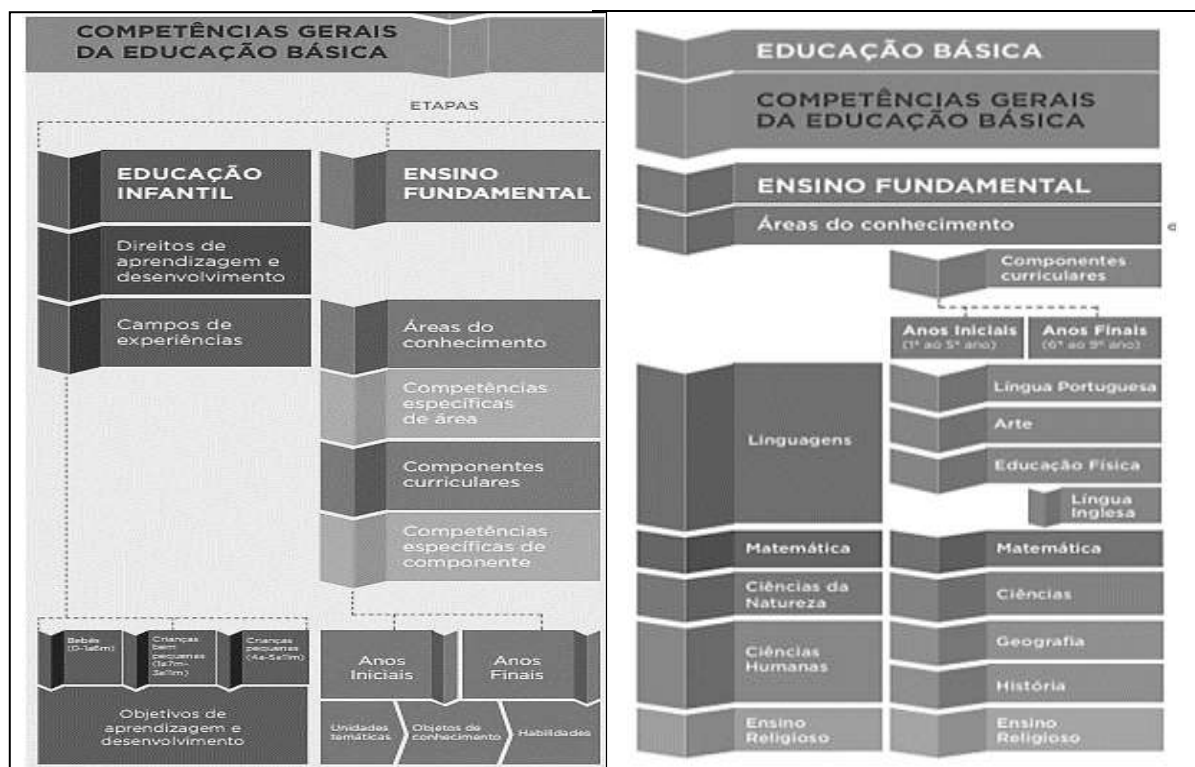 COMPETÊNCIAS GERAIS
DA EDUCAÇÃO BÁSICA
ETAPAS
EDUCAÇÃO
INFANTIL
Direitos de
aprendizagem e
desenvolvimento
Campos de
experiências
Bebês
(0-1a6m)
Crianças
bem
pequenas
(1a7m-
3a11m)
Crianças
pequenas
(4a-5a11m)
Objetivos de
aprendizagem e
desenvolvimento
ENSINO
FUNDAMENTAL
Áreas do
conhecimento
Competências
específicas
de área
Componentes
curriculares
Competências
específicas de
componente
Anos
Iniciais
Anos
Finais
Unidades
temáticas
Objetos de
conhecimento
Habilidades
EDUCAÇÃO BÁSICA
COMPETÊNCIAS GERAIS
DA EDUCAÇÃO BÁSICA
ENSINO FUNDAMENTAL
Áreas do conhecimento
e
Componentes
curriculares
Anos Iniciais
(1º ao 5º ano)
Anos Finais
(6º ao 9º ano)
Linguagens
Língua Portuguesa
Arte
Educação Física
Língua
Inglesa
Matemática
Matemática
Ciências da
Natureza
Ciências
Ciências
Humanas
Geografia
História
Ensino
Religioso
Ensino
Religioso